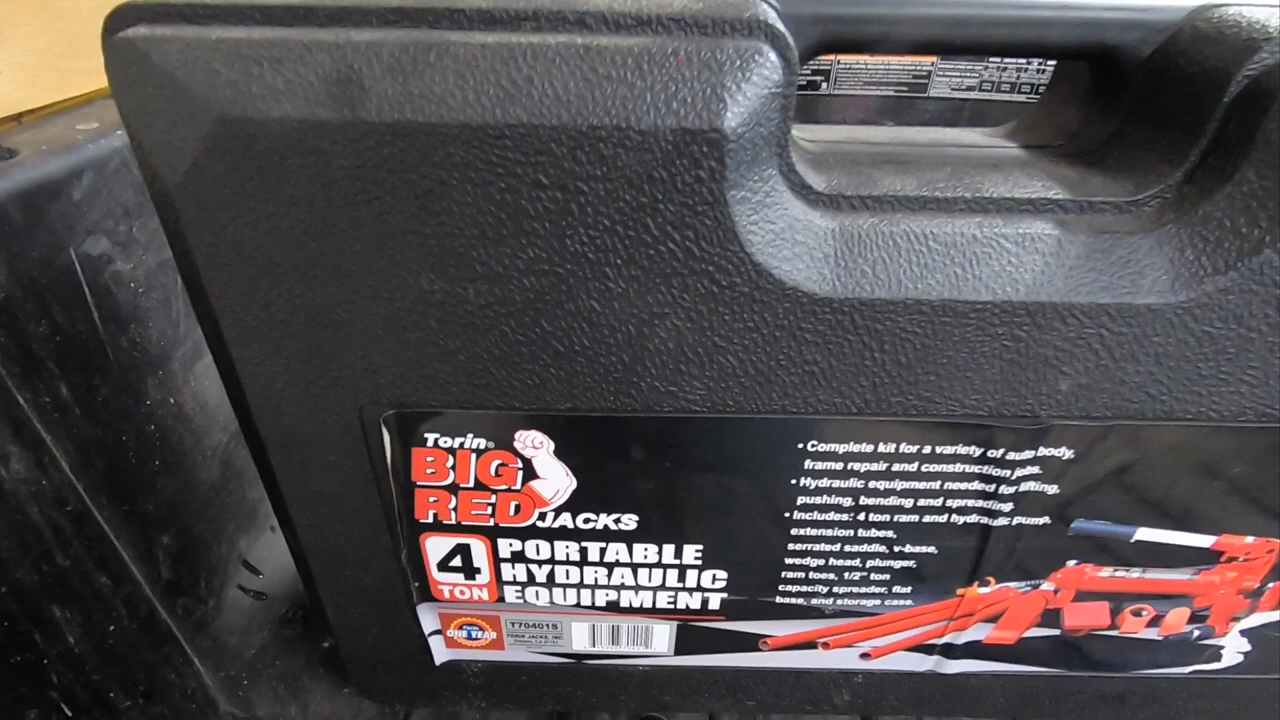 Torin®
BIG
RED JACKS
4
TON
PORTABLE
HYDRAULIC
EQUIPMENT
ONE YEAR
T70401S
TORIN JACKS, INC.
• Complete kit for a variety of auto body,
frame repair and construction jobs.
• Hydraulic equipment needed for lifting,
pushing, bending and spreading.
• Includes: 4 ton ram and hydraulic pump,
extension tubes,
serrated saddle, v-base,
wedge head, plunger,
ram toes, 1/2" ton
capacity spreader, flat
base, and storage case.